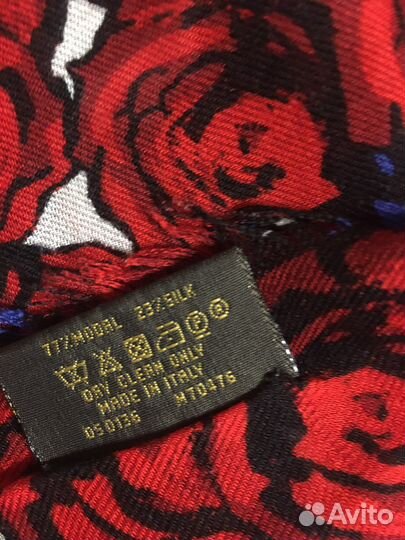 77%MODAL 23%SILK
DRY CLEAN ONLY
MADE IN ITALY
050136 M70476
Avito